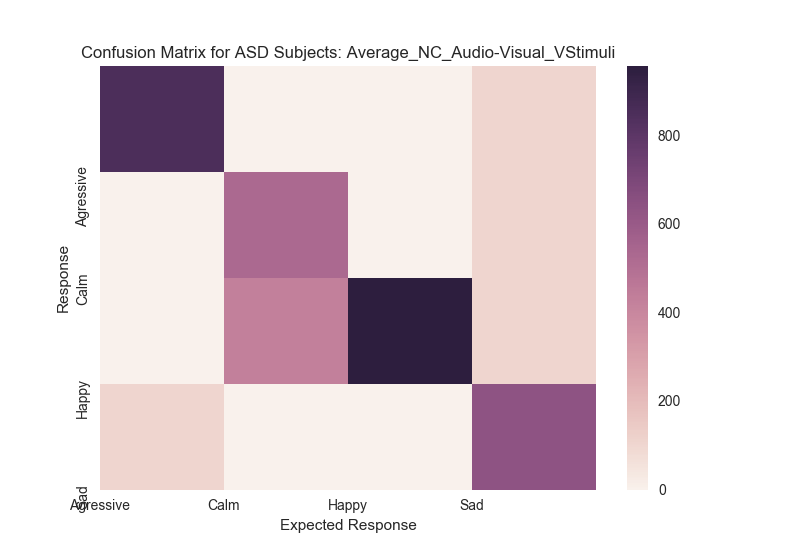 Confusion Matrix for ASD Subjects: Average_NC_Audio-Visual_VStimuli
Response
Agressive
Calm
Happy
Sad
Agressive Calm Happy Sad
Expected Response
800
600
400
200
0